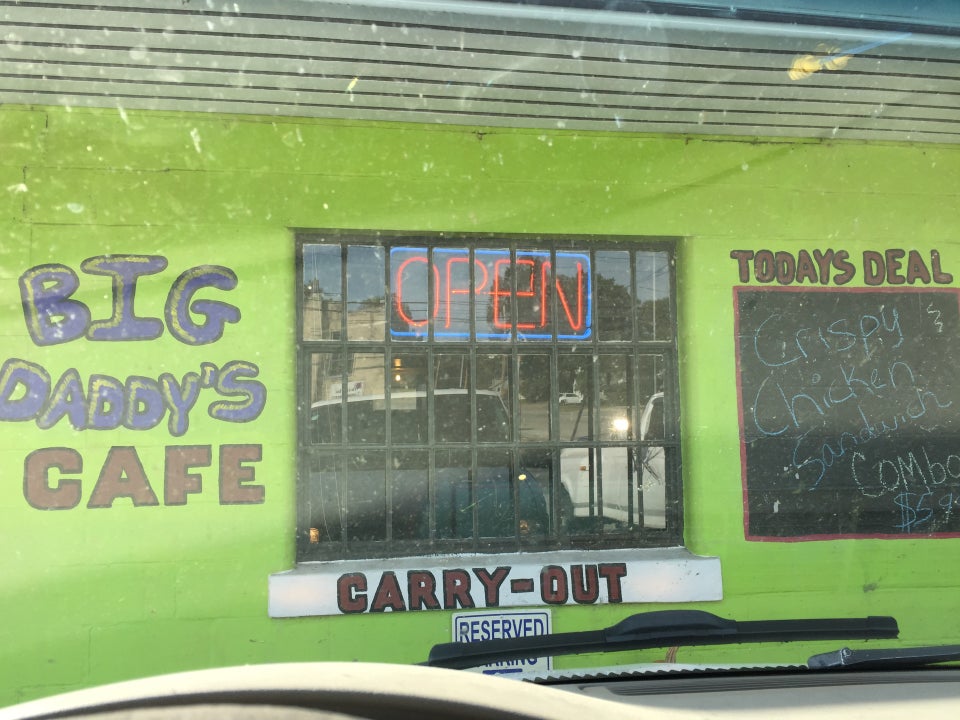 BIG
DADDY'S
CAFE
OPEN
CARRY-OUT
RESERVED
TODAYS DEAL
Crispy
Chicken
Sandwich
COMBO